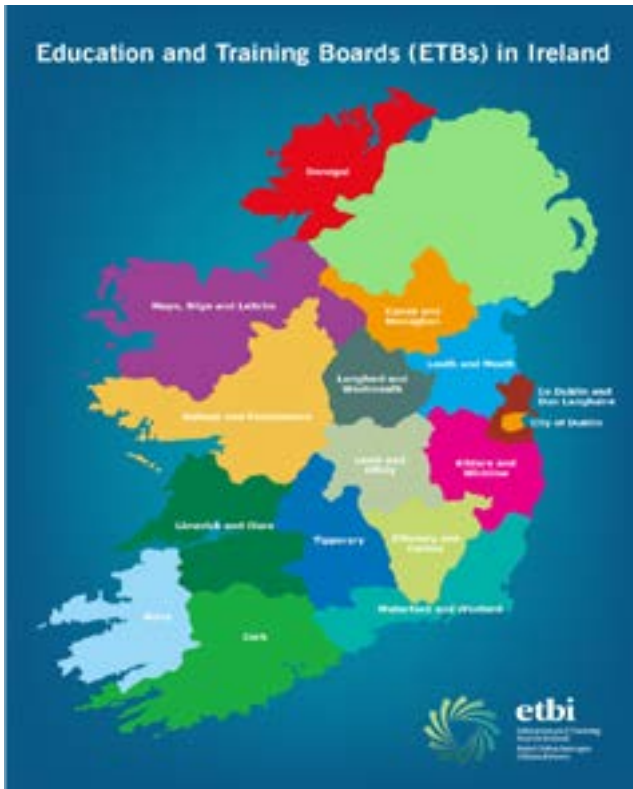 Education and Training Boards (ETBs) in Ireland
Donegal
Mayo, Sligo and Leitrim
Cavan and
Monaghan
Louth and Meath
Longford and
Westmeath
Co Dublin and
Dun Laoghaire
City of Dublin
Galway and Roscommon
Laois and
Offaly
Kildare and
Wicklow
Limerick and Clare
Tipperary
Kilkenny and
Carlow
Waterford and Wexford
Kerry
Cork
etbi